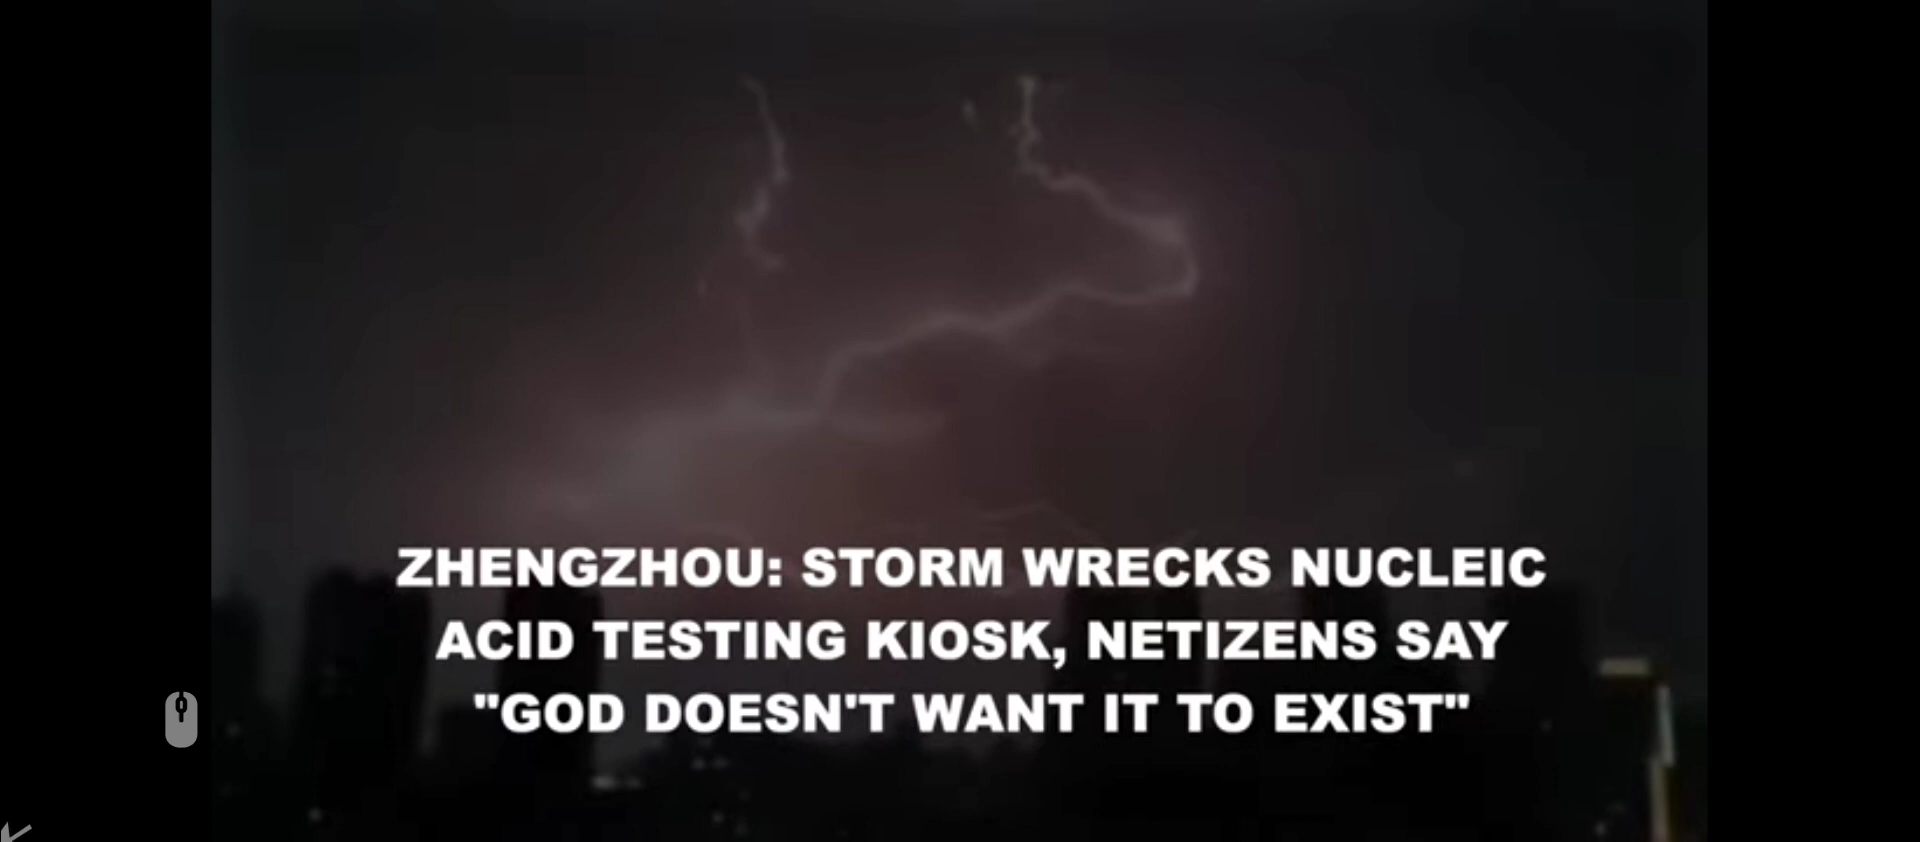 ZHENGZHOU: STORM WRECKS NUCLEIC
ACID TESTING KIOSK, NETIZENS SAY
"GOD DOESN'T WANT IT TO EXIST"